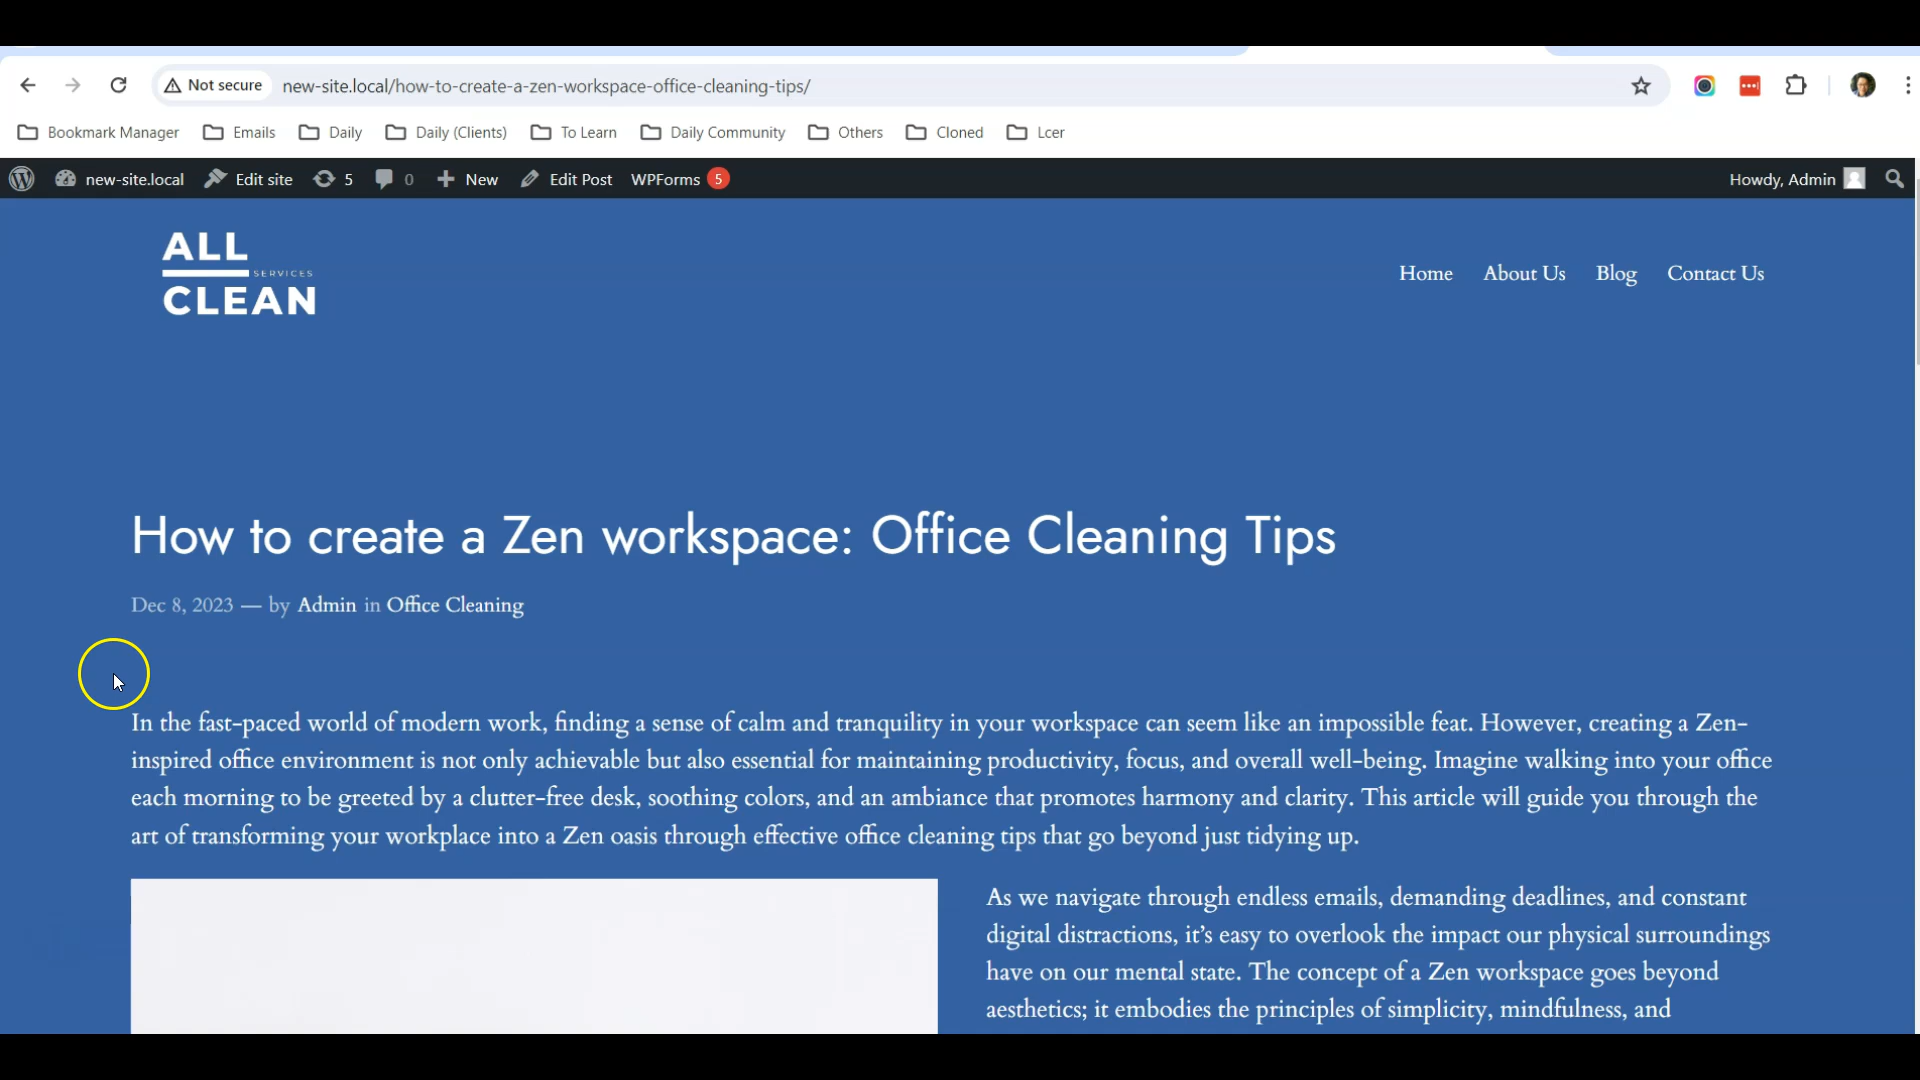 Not secure new-site.local/how-to-create-a-zen-workspace-office-cleaning-tips/
Bookmark Manager Emails Daily Daily (Clients) To Learn Daily Community Others Cloned Lcer
new-site.local Edit site 5 0 New Edit Post WPForms 5 Howdy, Admin
ALL
SERVICES
CLEAN
Home About Us Blog Contact Us
How to create a Zen workspace: Office Cleaning Tips
Dec 8, 2023 — by Admin in Office Cleaning
In the fast-paced world of modern work, finding a sense of calm and tranquility in your workspace can seem like an impossible feat. However, creating a Zen-
inspired office environment is not only achievable but also essential for maintaining productivity, focus, and overall well-being. Imagine walking into your office
each morning to be greeted by a clutter-free desk, soothing colors, and an ambiance that promotes harmony and clarity. This article will guide you through the
art of transforming your workplace into a Zen oasis through effective office cleaning tips that go beyond just tidying up.
As we navigate through endless emails, demanding deadlines, and constant
digital distractions, it's easy to overlook the impact our physical surroundings
have on our mental state. The concept of a Zen workspace goes beyond
aesthetics; it embodies the principles of simplicity, mindfulness, and